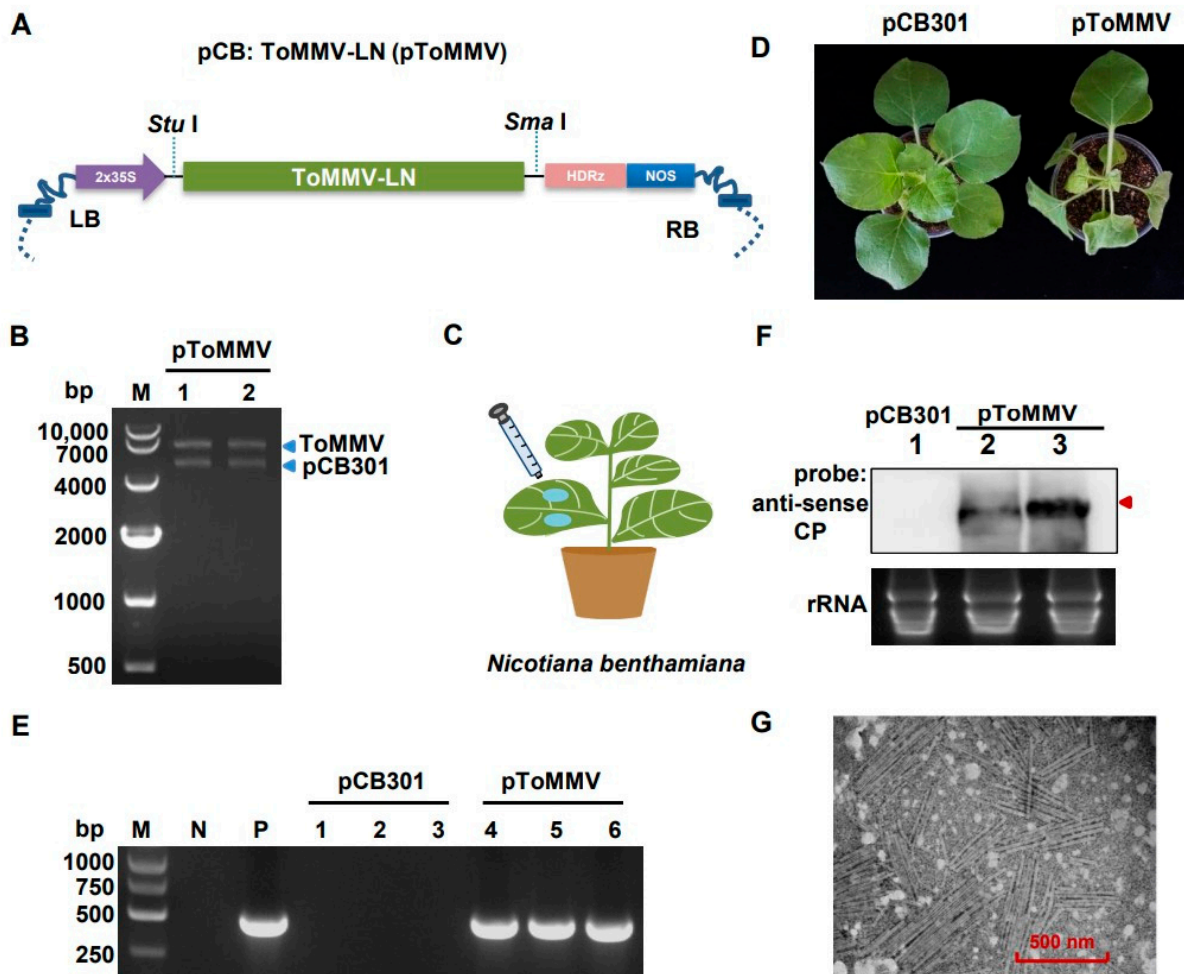 A
pCB: ToMMV-LN (pToMMV)
Stu I
Sma I
2x35S
ToMMV-LN
HDRz
NOS
LB
RB
D
pCB301 pToMMV
B
pToMMV
bp M 1 2
10,000
7000
4000
2000
1000
500
ToMMV
pCB301
C
Nicotiana benthamiana
F
pCB301 pToMMV
1 2 3
probe:
anti-sense
CP
rRNA
E
pCB301 pToMMV
bp M N P 1 2 3 4 5 6
1000
750
500
250
G
500 nm